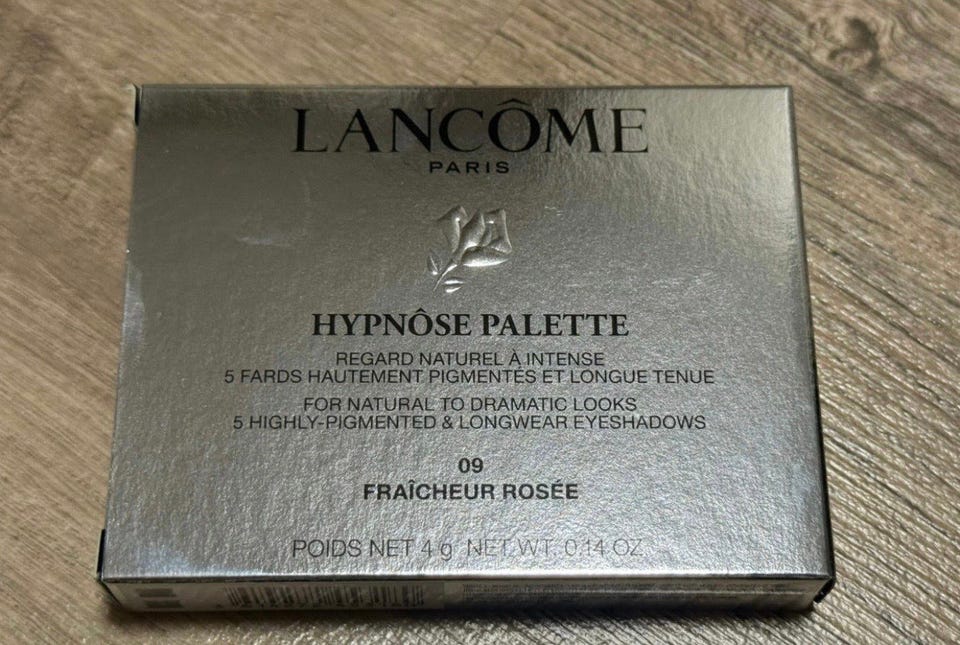 LANCÔME
PARIS
HYPNÔSE PALETTE
REGARD NATUREL À INTENSE
5 FARDS HAUTEMENT PIGMENTÉS ET LONGUE TENUE
FOR NATURAL TO DRAMATIC LOOKS
5 HIGHLY-PIGMENTED & LONGWEAR EYESHADOWS
09
FRAÎCHEUR ROSÉE
POIDS NET 4 g NET WT. 0.14 OZ